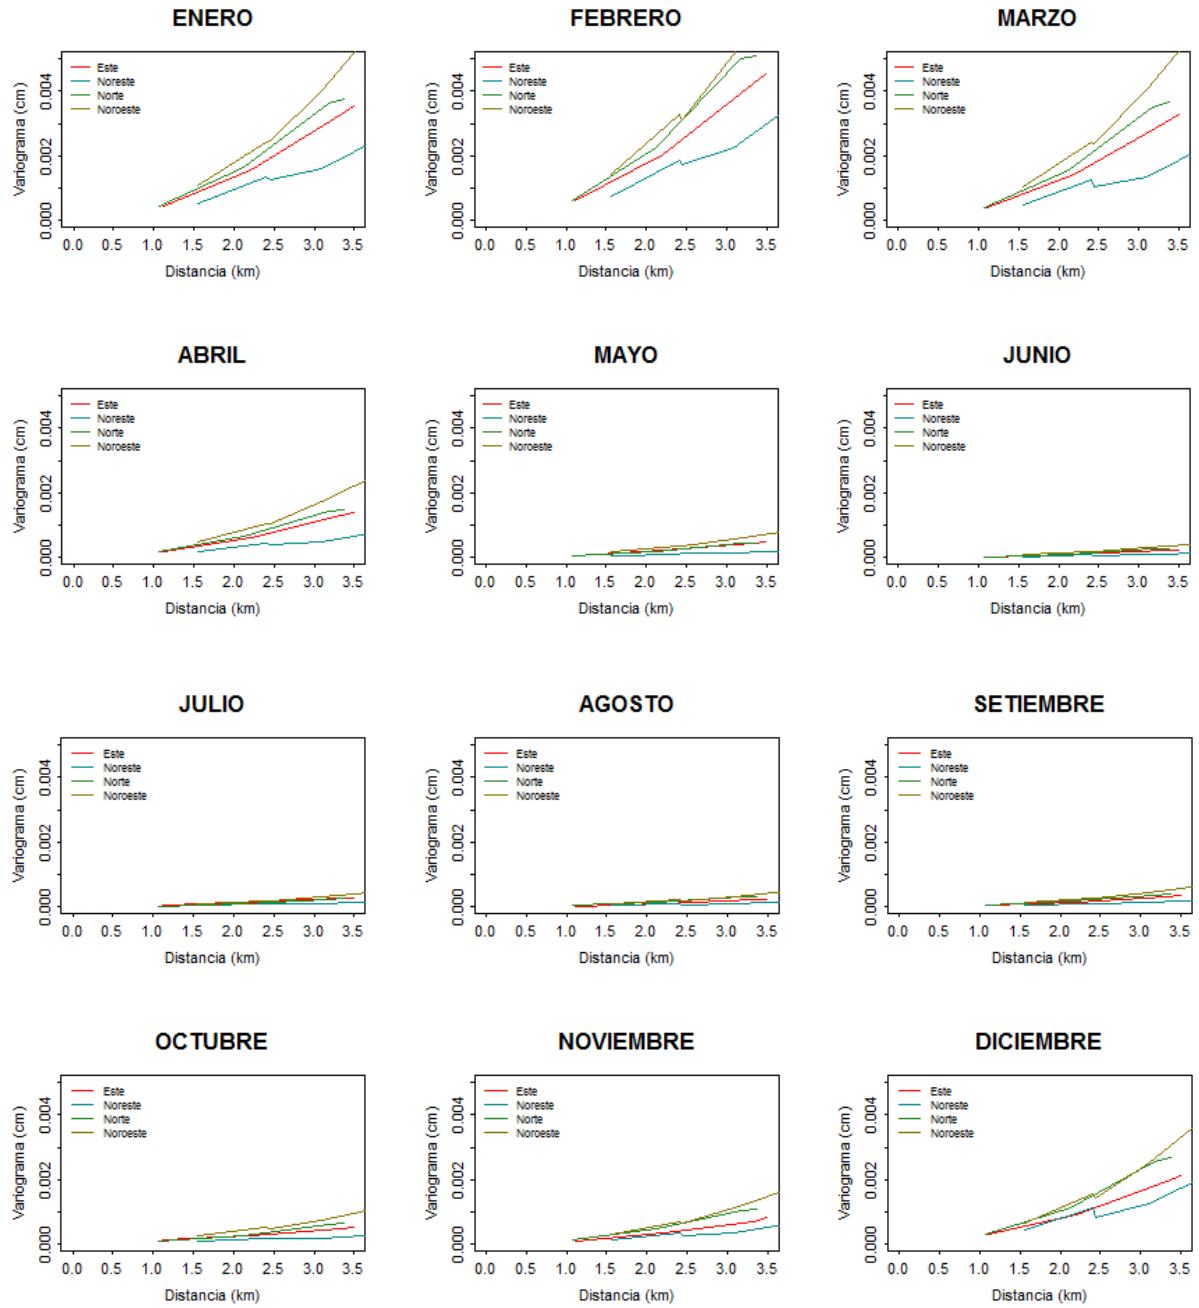 ENERO
Variograma (cm)
0.004
0.002
0.000
Este
Noreste
Norte
Noroeste
0.0 0.5 1.0 1.5 2.0 2.5 3.0 3.5
Distancia (km)
FEBRERO
Variograma (cm)
0.004
0.002
0.000
Este
Noreste
Norte
Noroeste
0.0 0.5 1.0 1.5 2.0 2.5 3.0 3.5
Distancia (km)
MARZO
Variograma (cm)
0.004
0.002
0.000
Este
Noreste
Norte
Noroeste
0.0 0.5 1.0 1.5 2.0 2.5 3.0 3.5
Distancia (km)
ABRIL
Variograma (cm)
0.004
0.002
0.000
Este
Noreste
Norte
Noroeste
0.0 0.5 1.0 1.5 2.0 2.5 3.0 3.5
Distancia (km)
MAYO
Variograma (cm)
0.004
0.002
0.000
Este
Noreste
Norte
Noroeste
0.0 0.5 1.0 1.5 2.0 2.5 3.0 3.5
Distancia (km)
JUNIO
Variograma (cm)
0.004
0.002
0.000
Este
Noreste
Norte
Noroeste
0.0 0.5 1.0 1.5 2.0 2.5 3.0 3.5
Distancia (km)
JULIO
Variograma (cm)
0.004
0.002
0.000
Este
Noreste
Norte
Noroeste
0.0 0.5 1.0 1.5 2.0 2.5 3.0 3.5
Distancia (km)
AGOSTO
Variograma (cm)
0.004
0.002
0.000
Este
Noreste
Norte
Noroeste
0.0 0.5 1.0 1.5 2.0 2.5 3.0 3.5
Distancia (km)
SETIEMBRE
Variograma (cm)
0.004
0.002
0.000
Este
Noreste
Norte
Noroeste
0.0 0.5 1.0 1.5 2.0 2.5 3.0 3.5
Distancia (km)
OCTUBRE
Variograma (cm)
0.004
0.002
0.000
Este
Noreste
Norte
Noroeste
0.0 0.5 1.0 1.5 2.0 2.5 3.0 3.5
Distancia (km)
NOVIEMBRE
Variograma (cm)
0.004
0.002
0.000
Este
Noreste
Norte
Noroeste
0.0 0.5 1.0 1.5 2.0 2.5 3.0 3.5
Distancia (km)
DICIEMBRE
Variograma (cm)
0.004
0.002
0.000
Este
Noreste
Norte
Noroeste
0.0 0.5 1.0 1.5 2.0 2.5 3.0 3.5
Distancia (km)